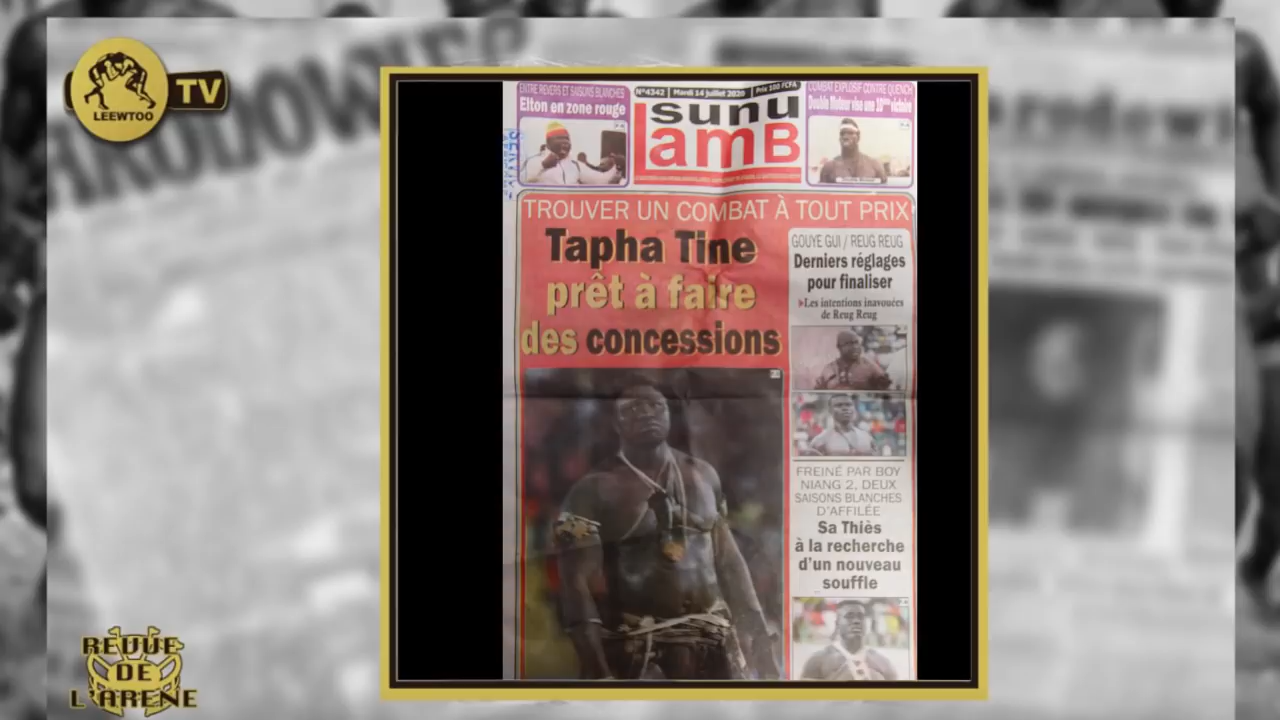 LEEWTOO
TV
ENTRE REVERS ET SAISONS BLANCHES
Elton en zone rouge
N°4342 | Mardi 14 juillet 2020 | Prix 100 FCFA
sunu
LamB
COMBAT EXPLOSIF CONTRE QUENCH
Double Moteur vise une 10ème victoire
TROUVER UN COMBAT À TOUT PRIX
Tapha Tine
prêt à faire
des concessions
GOUYE GUI / REUG REUG
Derniers réglages
pour finaliser
Les intentions inavouées
de Reug Reug
FREINÉ PAR BOY
NIANG 2, DEUX
SAISONS BLANCHES
D'AFFILÉE
Sa Thiès
à la recherche
d'un nouveau
souffle
REVUE
DE
L'ARENE